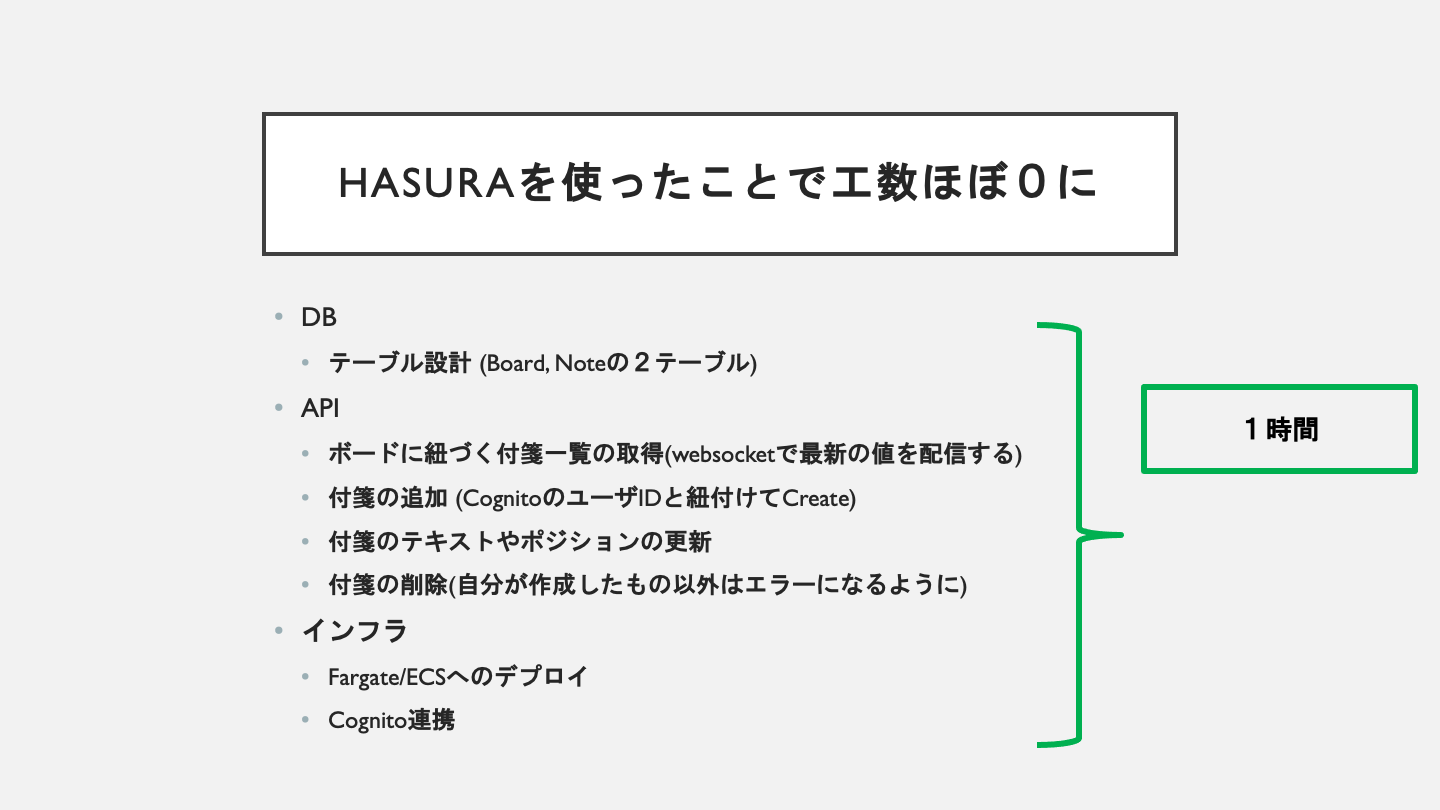 HASURAを使ったことで工数ほぼ０に
• DB
• テーブル設計 (Board, Noteの２テーブル)
• API
• ボードに紐づく付箋一覧の取得(websocketで最新の値を配信する)
• 付箋の追加 (CognitoのユーザIDと紐付けてCreate)
• 付箋のテキストやポジションの更新
• 付箋の削除(自分が作成したもの以外はエラーになるように)
• インフラ
• Fargate/ECSへのデプロイ
• Cognito連携
１時間